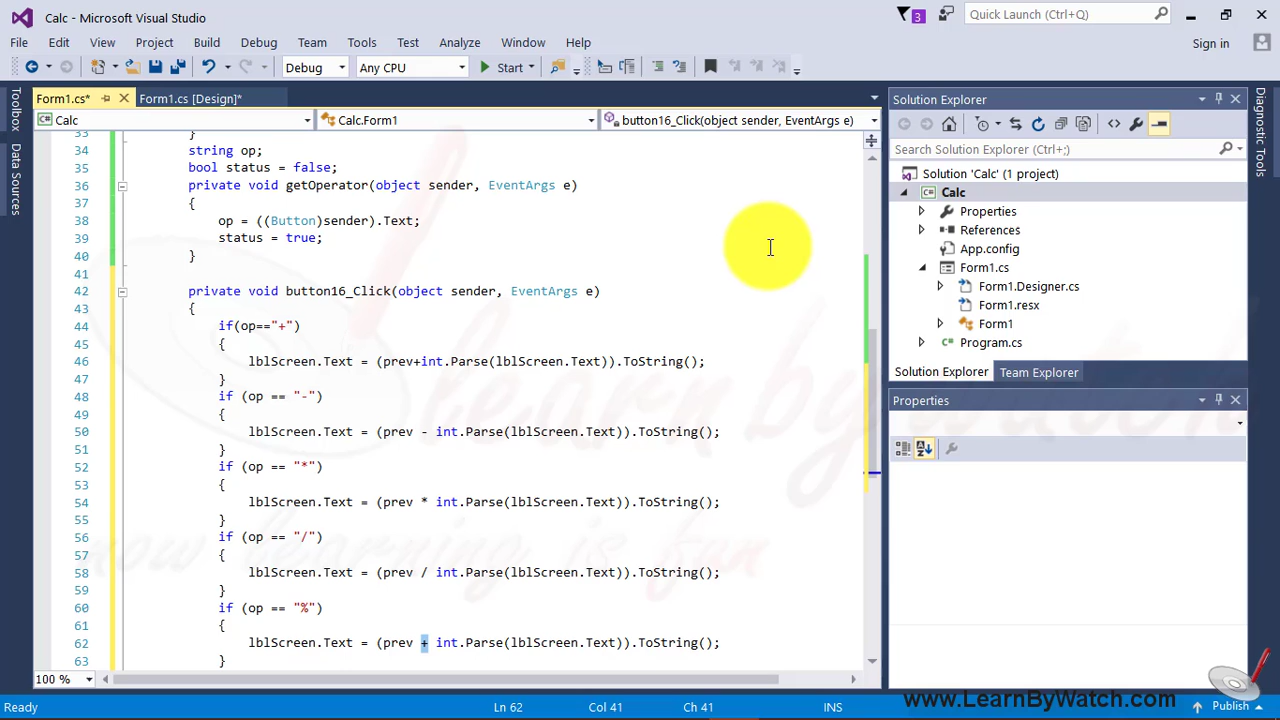 Calc - Microsoft Visual Studio
3
Quick Launch (Ctrl+Q)
File Edit View Project Build Debug Team Tools Test Analyze Window Help
Sign in
Debug Any CPU Start
Toolbox
Data Sources
Form1.cs* Form1.cs [Design]*
Calc Calc.Form1 button16_Click(object sender, EventArgs e)
33 }
34 string op;
35 bool status = false;
36 private void getOperator(object sender, EventArgs e)
37 {
38 op = ((Button)sender).Text;
39 status = true;
40 }
41
42 private void button16_Click(object sender, EventArgs e)
43 {
44 if(op=="+")
45 {
46 lblScreen.Text = (prev+int.Parse(lblScreen.Text)).ToString();
47 }
48 if (op == "-")
49 {
50 lblScreen.Text = (prev - int.Parse(lblScreen.Text)).ToString();
51 }
52 if (op == "*")
53 {
54 lblScreen.Text = (prev * int.Parse(lblScreen.Text)).ToString();
55 }
56 if (op == "/")
57 {
58 lblScreen.Text = (prev / int.Parse(lblScreen.Text)).ToString();
59 }
60 if (op == "%")
61 {
62 lblScreen.Text = (prev + int.Parse(lblScreen.Text)).ToString();
63 }
100 %
Solution Explorer
Search Solution Explorer (Ctrl+;)
Solution 'Calc' (1 project)
Calc
Properties
References
App.config
Form1.cs
Form1.Designer.cs
Form1.resx
Form1
Program.cs
Solution Explorer Team Explorer
Properties
Diagnostic Tools
learn by watch
now learning is fun
www.LearnByWatch.com
Ready Ln 62 Col 41 Ch 41 INS Publish